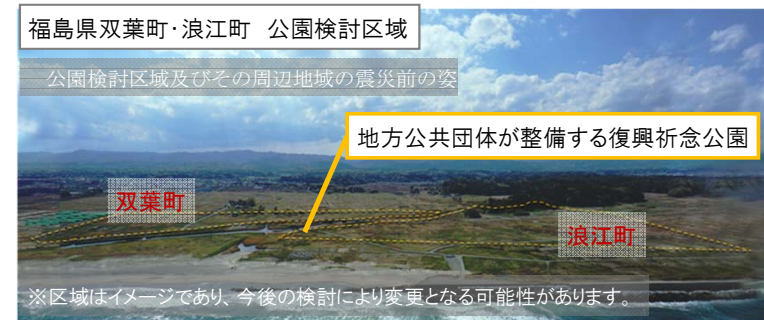 福島県双葉町・浪江町　公園検討区域
公園検討区域及びその周辺地域の震災前の姿
地方公共団体が整備する復興祈念公園
双葉町
浪江町
※区域はイメージであり、今後の検討により変更となる可能性があります。